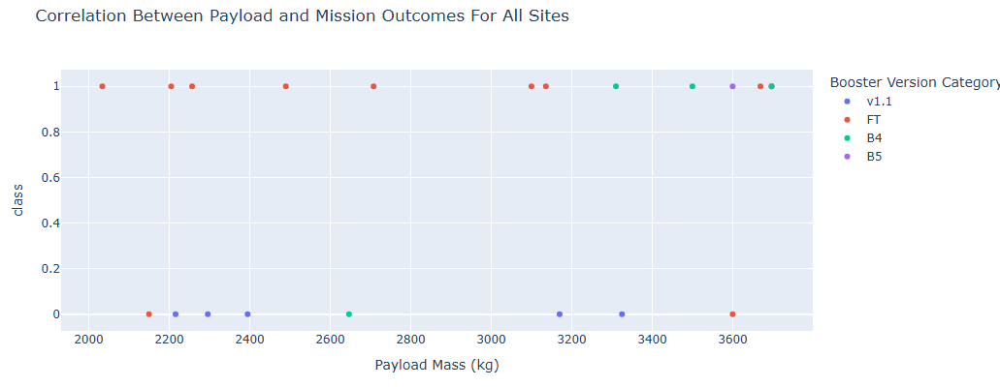 Correlation Between Payload and Mission Outcomes For All Sites
Booster Version Category
v1.1
FT
B4
B5
class
1
0.8
0.6
0.4
0.2
0
2000 2200 2400 2600 2800 3000 3200 3400 3600
Payload Mass (kg)